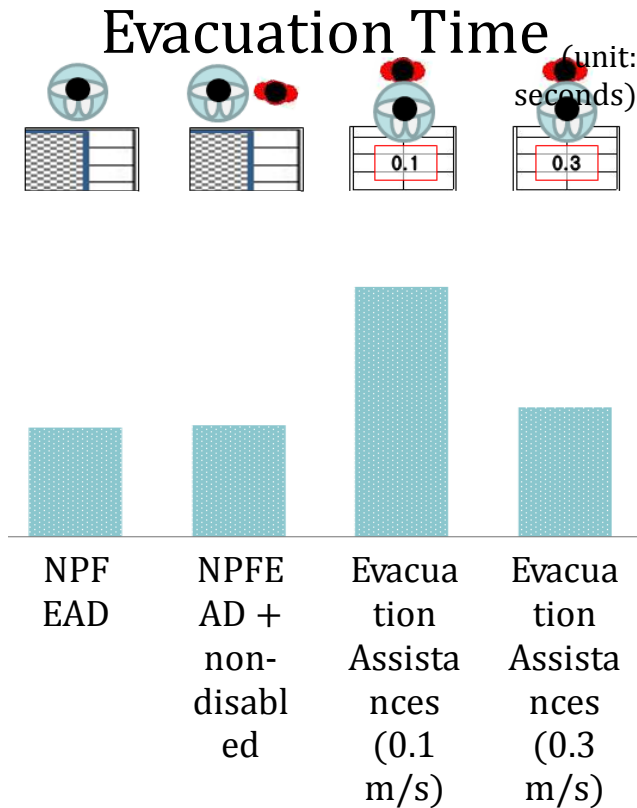 Evacuation Time
(unit:
seconds)
0.1
0.3
NPF
EAD
NPFE
AD +
non-
disabl
ed
Evacua
tion
Assista
nces
(0.1
m/s)
Evacua
tion
Assista
nces
(0.3
m/s)